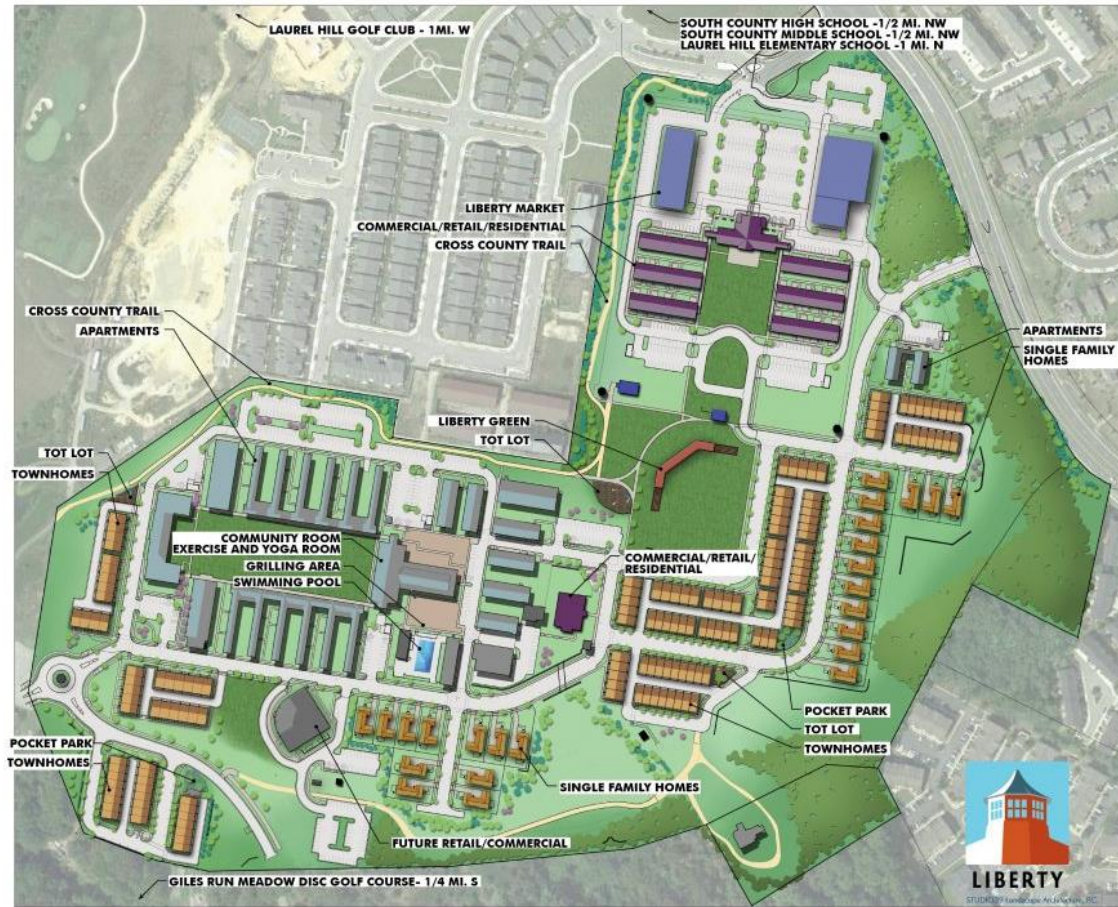 LAUREL HILL GOLF CLUB - 1MI. W
SOUTH COUNTY HIGH SCHOOL -1/2 MI. NW
SOUTH COUNTY MIDDLE SCHOOL -1/2 MI. NW
LAUREL HILL ELEMENTARY SCHOOL -1 MI. N
LIBERTY MARKET
COMMERCIAL/RETAIL/RESIDENTIAL
CROSS COUNTY TRAIL
CROSS COUNTY TRAIL
APARTMENTS
APARTMENTS
SINGLE FAMILY
HOMES
LIBERTY GREEN
TOT LOT
TOT LOT
TOWNHOMES
COMMUNITY ROOM
EXERCISE AND YOGA ROOM
GRILLING AREA
SWIMMING POOL
COMMERCIAL/RETAIL/
RESIDENTIAL
POCKET PARK
TOT LOT
TOWNHOMES
POCKET PARK
TOWNHOMES
SINGLE FAMILY HOMES
FUTURE RETAIL/COMMERCIAL
GILES RUN MEADOW DISC GOLF COURSE- 1/4 MI. S
LIBERTY
STUDIO39 Landscape Architecture, P.C.